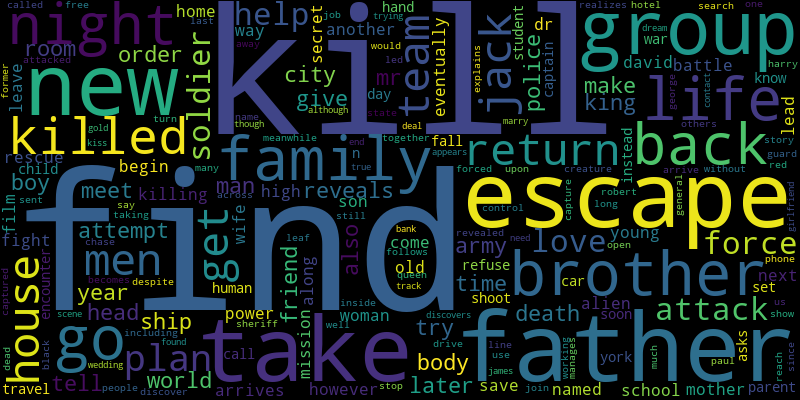 called
free
night
home
last
help
hand
job
trying
realizes
hotel
search
one
way
another
secret
dr
student
dream
group
new
room
order
soldier
kill
team
jack
police
captain
war
david
battle
harry
former
leave
attacked
city
mr
eventually
would
led
away
explains
make
know
king
life
george
contact
lead
give
day
although
state
name
though
killed
turn
gold
kiss
meanwhile
deal
marry
together
fall
others
instead
back
story
guard
red
rescue
child
begin
family
end
true
appears
return
forced
upon
creature
arrive
without
boy
sent
many
meet
killing
man
across
high
reveals
n
escape
capture
robert
long
general
girlfriend
film
say
taking
son
still
control
find
fight
chase
attempt
get
wife
also
bank
come
follows
old
queen
track
revealed
need
army
refuse
love
young
open
force
men
encounter
captured
house
year
despite
becomes
human
friend
leaf
along
inside
time
shoot
brother
car
alien
soon
set
phone
next
us
show
scene
head
ship
power
sheriff
woman
well
mission
try
discovers
drive
death
father
attack
asks
dead
black
go
including
found
wedding
plan
call
take
body
line
use
james
working
manages
york
much
paul
reach
since
travel
tell
people
discover
world
arrives
however
stop
later
save
join
named
school
mother
parent